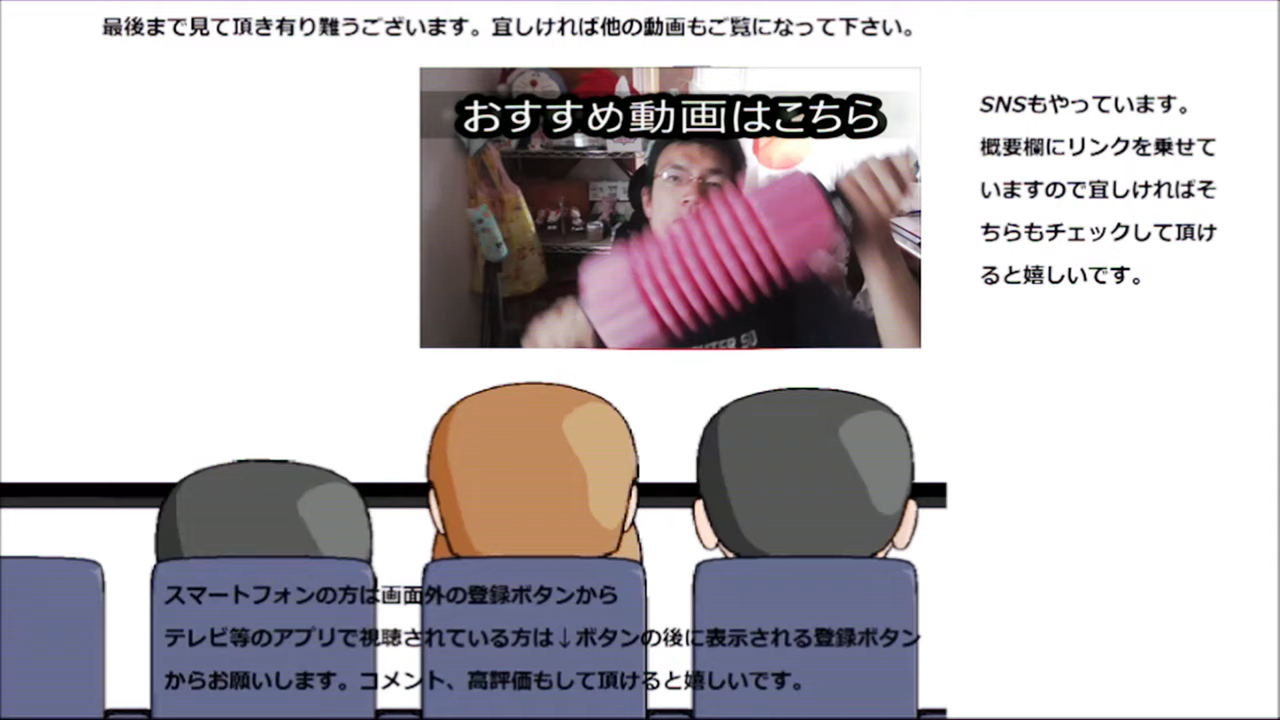 最後まで見て頂き有り難うございます。宜しければ他の動画もご覧になって下さい。
おすすめ動画はこちら
SNSもやっています。
概要欄にリンクを乗せて
いますので宜しければそ
ちらもチェックして頂け
ると嬉しいです。
スマートフォンの方は画面外の登録ボタンから
テレビ等のアプリで視聴されている方は↓ボタンの後に表示される登録ボタン
からお願いします。コメント、高評価もして頂けると嬉しいです。